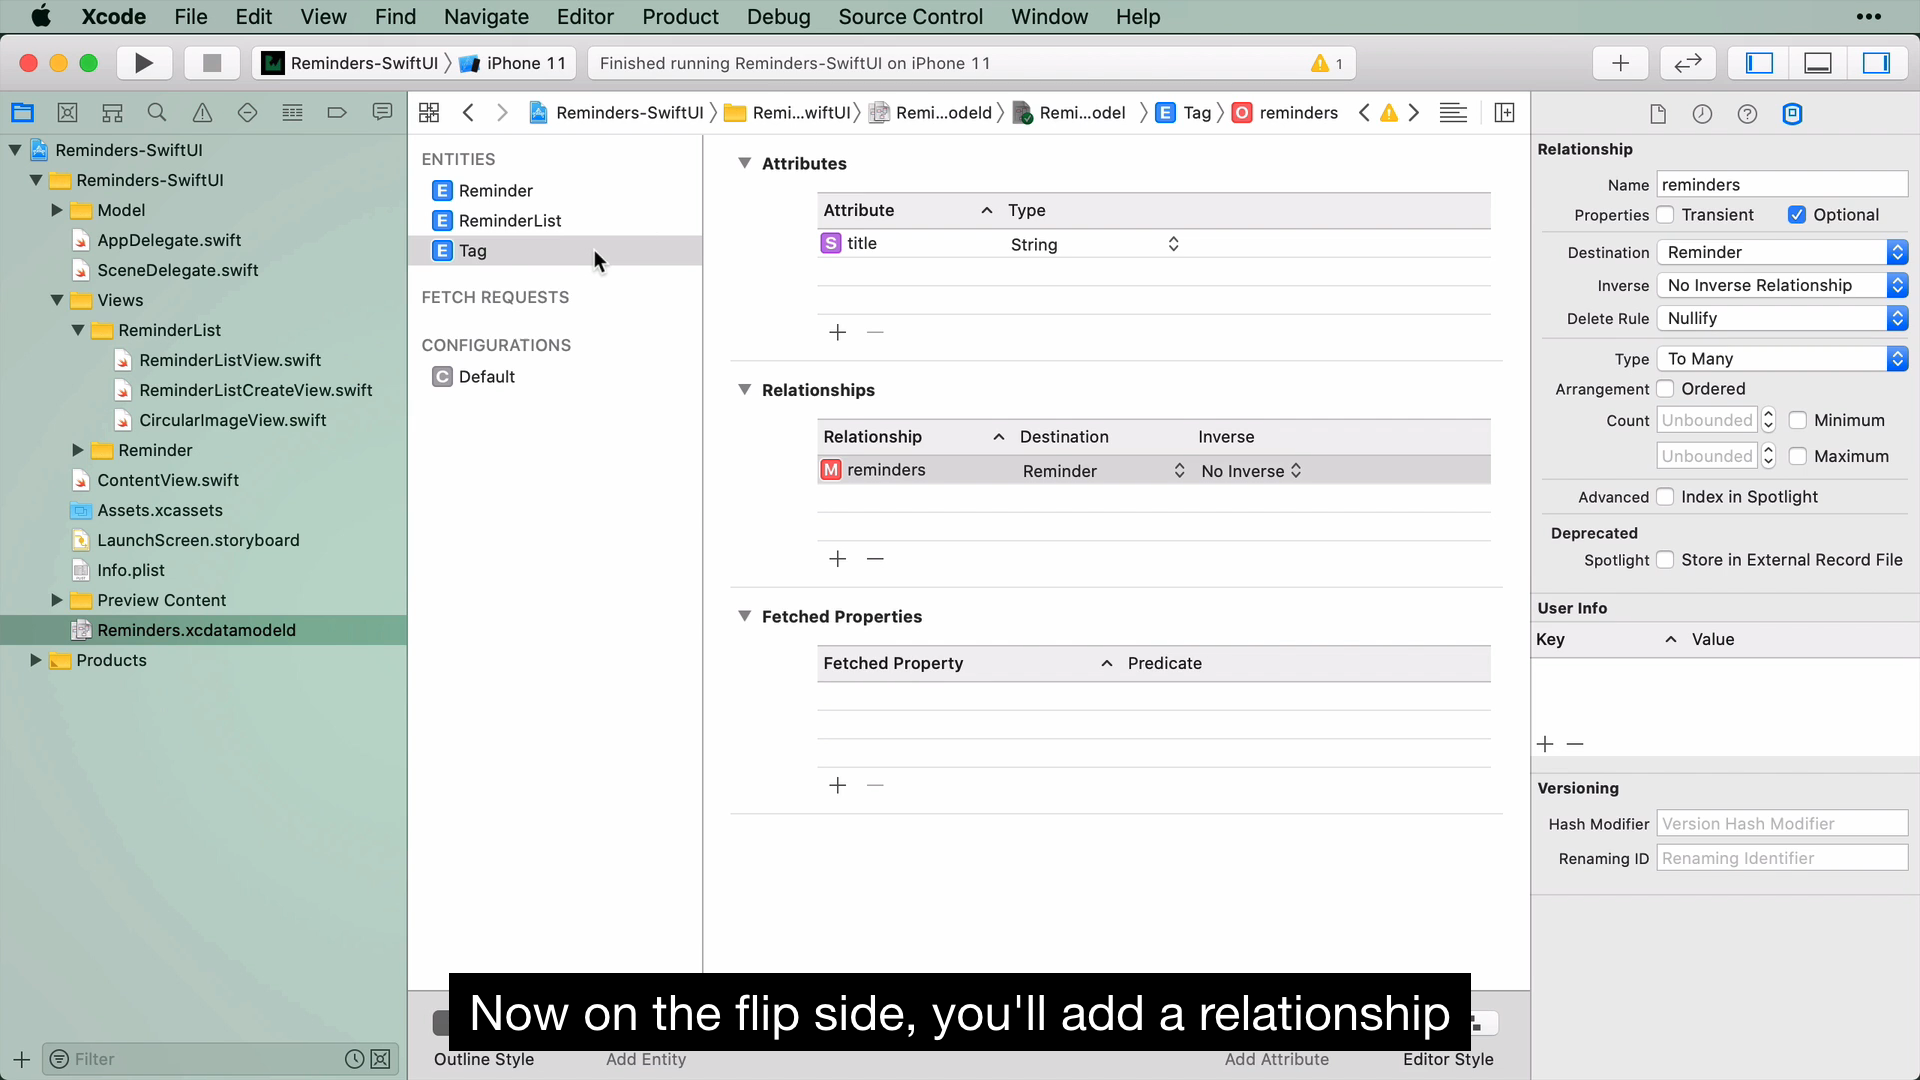 Xcode File Edit View Find Navigate Editor Product Debug Source Control Window Help •••
Reminders-SwiftUI iPhone 11 Finished running Reminders-SwiftUI on iPhone 11 1
Reminders-SwiftUI Remi...wiftUI Remi...odeld Remi...odel E Tag O reminders
Reminders-SwiftUI
Reminders-SwiftUI
Model
AppDelegate.swift
SceneDelegate.swift
Views
ReminderList
ReminderListView.swift
ReminderListCreateView.swift
CircularImageView.swift
Reminder
ContentView.swift
Assets.xcassets
LaunchScreen.storyboard
Info.plist
Preview Content
Reminders.xcdatamodeld
Products
Filter
ENTITIES
E Reminder
E ReminderList
E Tag
FETCH REQUESTS
CONFIGURATIONS
C Default
Attributes
Attribute Type
S title String
Relationships
Relationship Destination Inverse
M reminders Reminder No Inverse
Fetched Properties
Fetched Property Predicate
Now on the flip side, you'll add a relationship
Outline Style Add Entity Add Attribute Editor Style
Relationship
Name reminders
Properties Transient Optional
Destination Reminder
Inverse No Inverse Relationship
Delete Rule Nullify
Type To Many
Arrangement Ordered
Count Unbounded Minimum
Unbounded Maximum
Advanced Index in Spotlight
Deprecated
Spotlight Store in External Record File
User Info
Key Value
Versioning
Hash Modifier Version Hash Modifier
Renaming ID Renaming Identifier